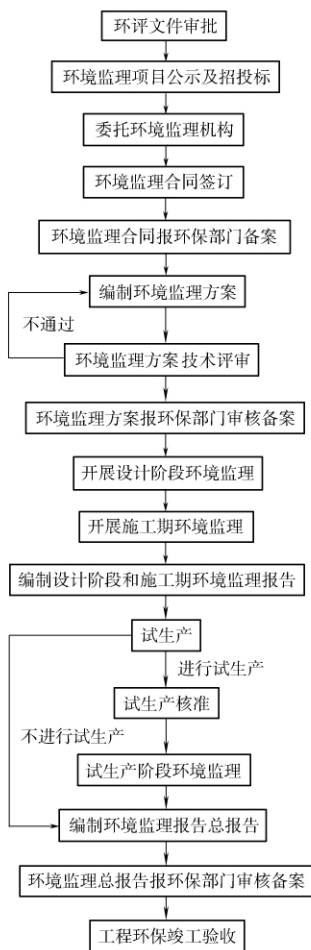 环评文件审批
环境监理项目公示及招投标
委托环境监理机构
环境监理合同签订
环境监理合同报环保部门备案
编制环境监理方案
不通过
环境监理方案技术评审
环境监理方案报环保部门审核备案
开展设计阶段环境监理
开展施工期环境监理
编制设计阶段和施工期环境监理报告
试生产
进行试生产
试生产核准
不进行试生产
试生产阶段环境监理
编制环境监理报告总报告
环境监理总报告报环保部门审核备案
工程环保竣工验收